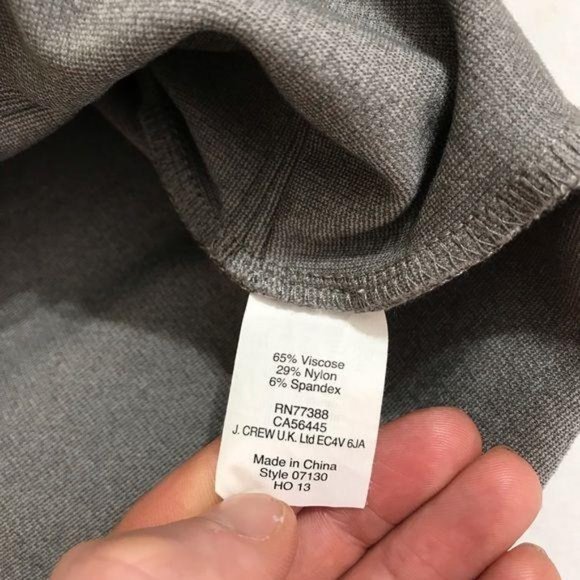 65% Viscose
29% Nylon
6% Spandex
RN77388
CA56445
J. CREW U.K. Ltd EC4V 6JA
Made in China
Style 07130
HO 13